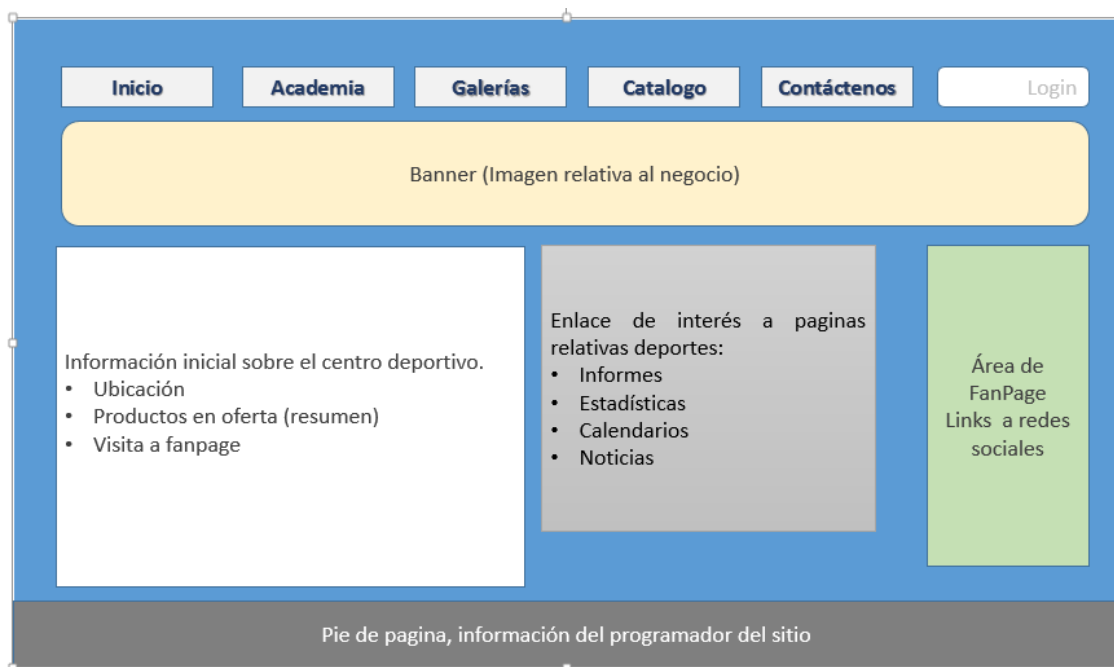 Inicio
Academia
Galerías
Catalogo
Contáctenos
Login
Banner (Imagen relativa al negocio)
Información inicial sobre el centro deportivo.
• Ubicación
• Productos en oferta (resumen)
• Visita a fanpage
Enlace de interés a paginas
relativas deportes:
• Informes
• Estadísticas
• Calendarios
• Noticias
Área de
FanPage
Links a redes
sociales
Pie de pagina, información del programador del sitio